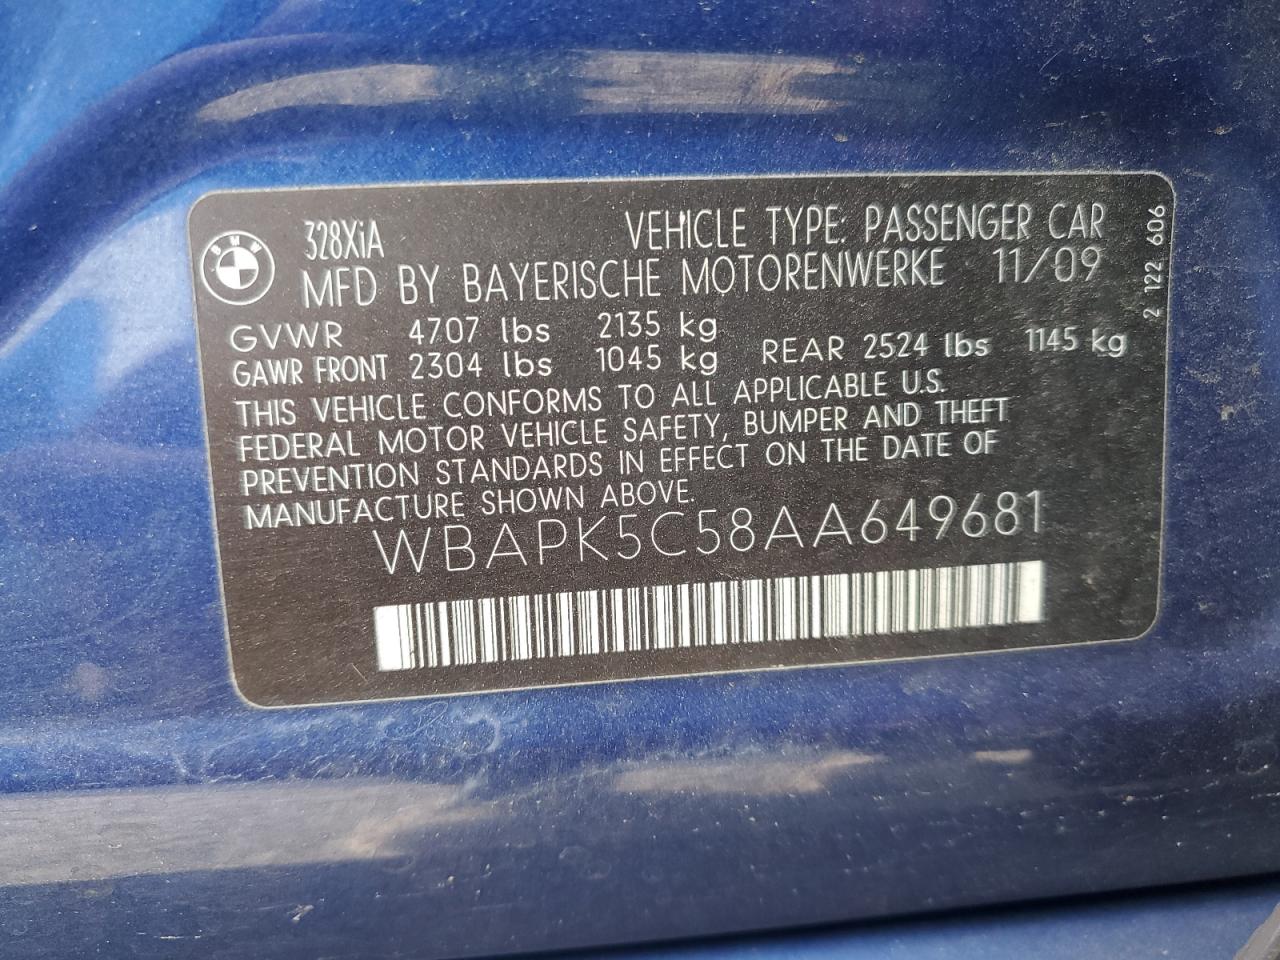 BMW
328XiA VEHICLE TYPE: PASSENGER CAR
MFD BY BAYERISCHE MOTORENWERKE 11/09
GVWR 4707 lbs 2135 kg
GAWR FRONT 2304 lbs 1045 kg REAR 2524 lbs 1145 kg
THIS VEHICLE CONFORMS TO ALL APPLICABLE U.S.
FEDERAL MOTOR VEHICLE SAFETY, BUMPER AND THEFT
PREVENTION STANDARDS IN EFFECT ON THE DATE OF
MANUFACTURE SHOWN ABOVE.
WBAPK5C58AA649681
2 122 606